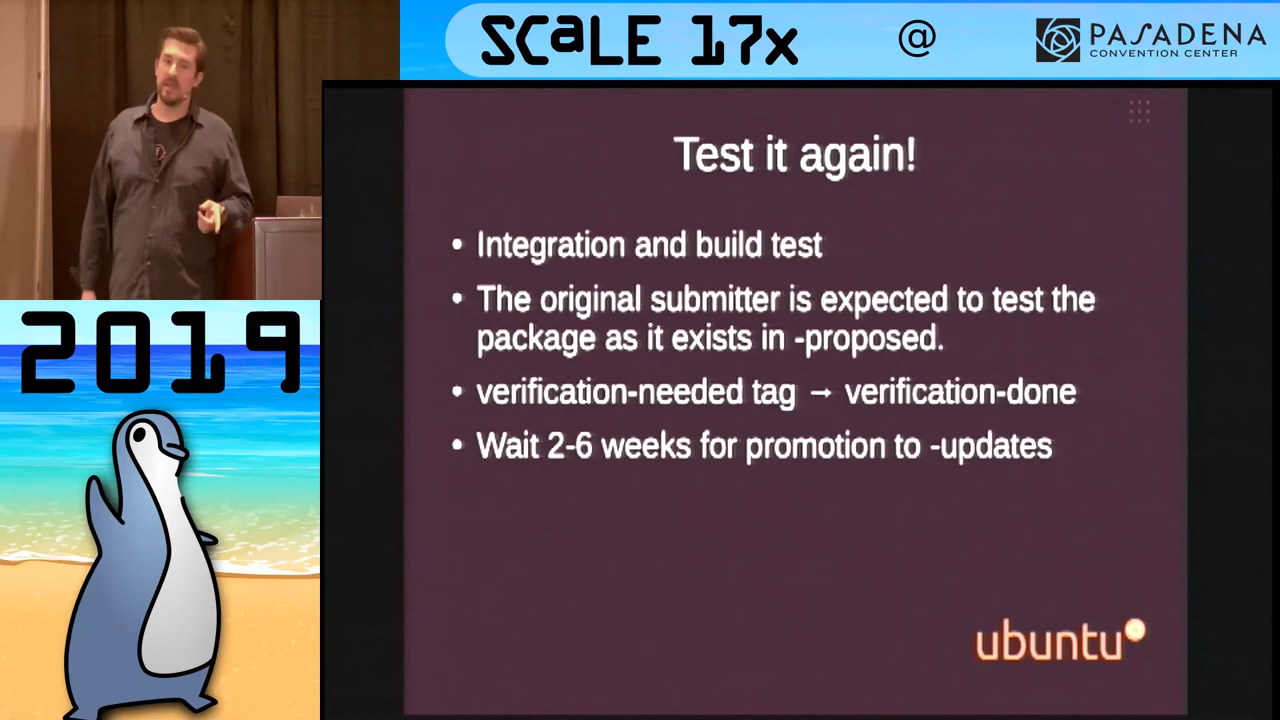 SCaLE 17x @ PASADENA
CONVENTION CENTER
Test it again!
• Integration and build test
• The original submitter is expected to test the
package as it exists in -proposed.
• verification-needed tag → verification-done
• Wait 2-6 weeks for promotion to -updates
2019
ubuntu